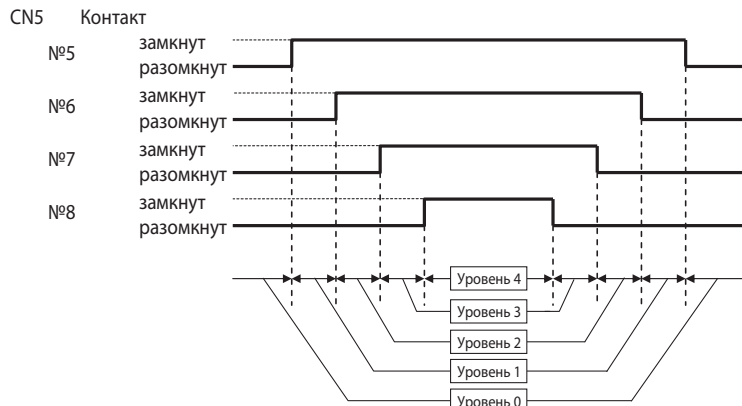 CN5 Контакт
№5
замкнут
разомкнут
№6
замкнут
разомкнут
№7
замкнут
разомкнут
№8
замкнут
разомкнут
Уровень 4
Уровень 3
Уровень 2
Уровень 1
Уровень 0